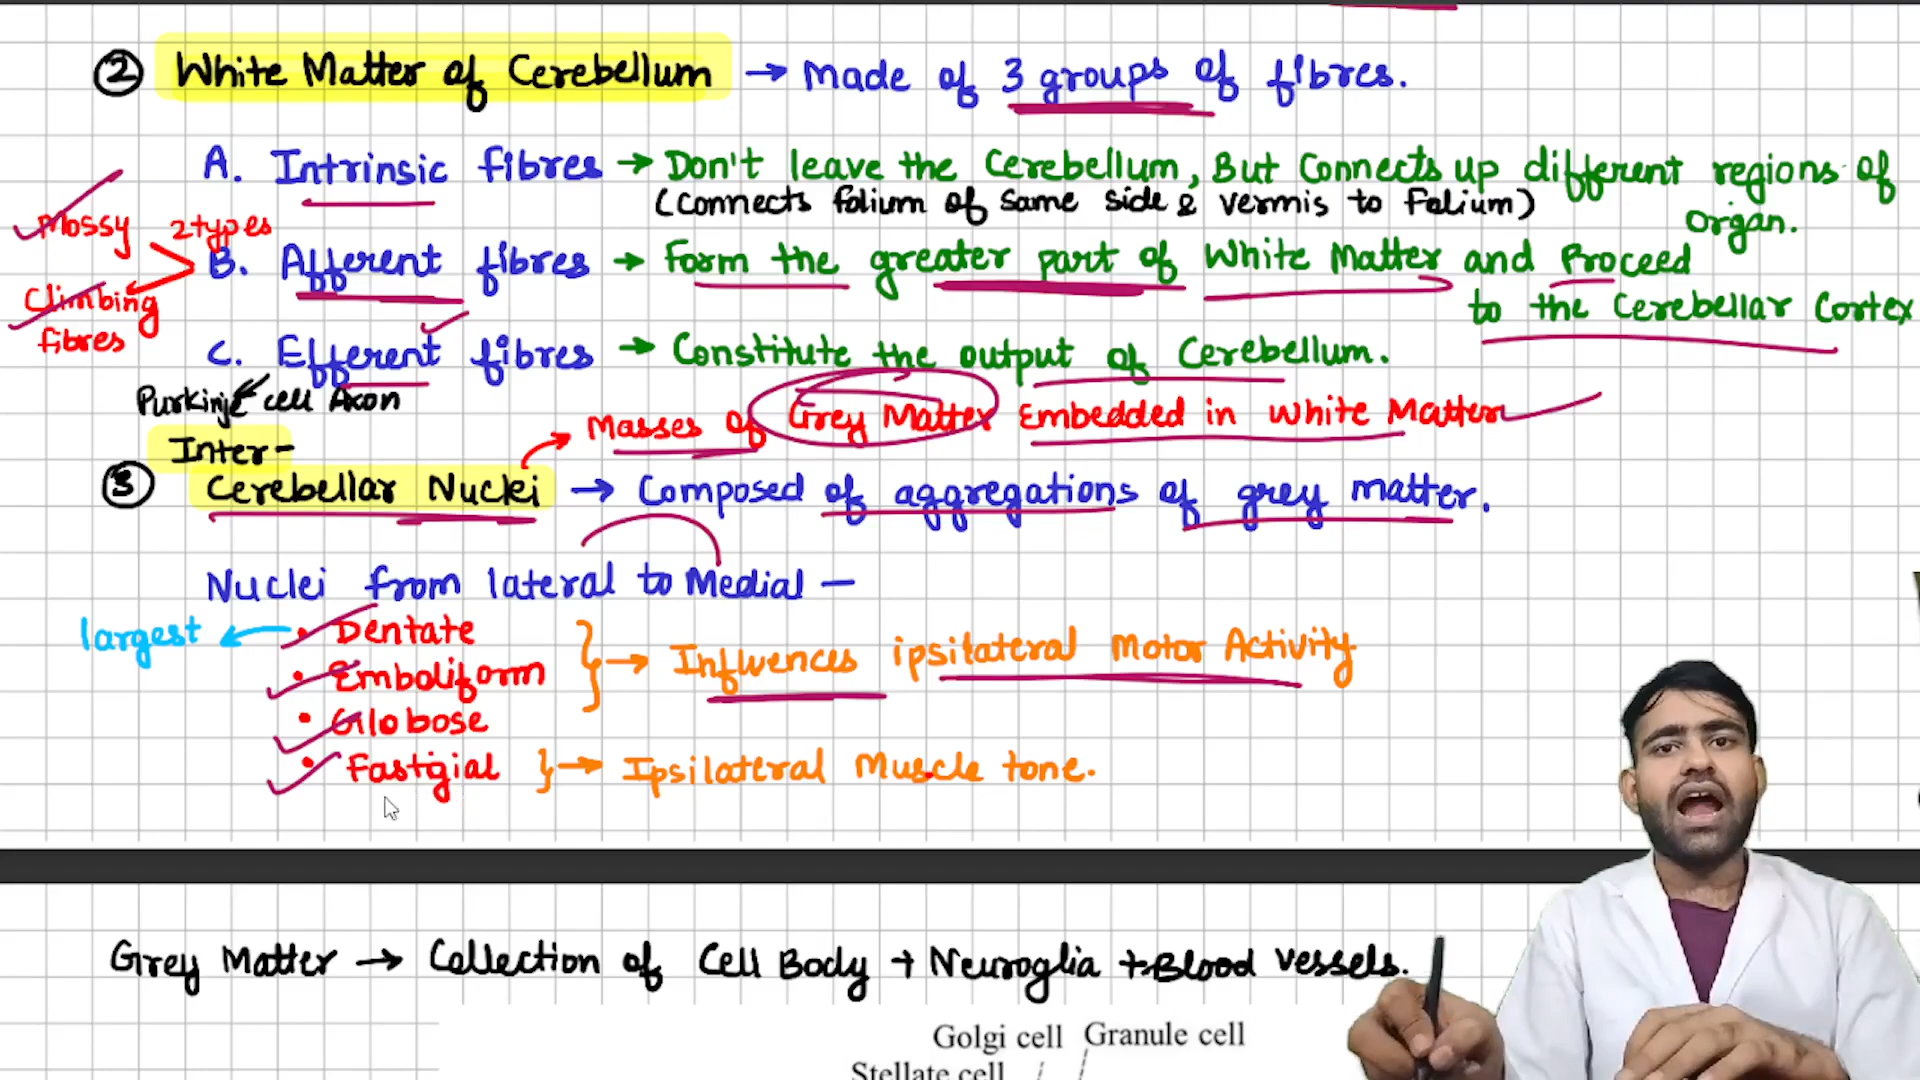 ② White Matter of Cerebellum → Made of 3 groups of fibres.
A. Intrinsic fibres → Don't leave the Cerebellum, But Connects up different regions of organ.
(Connects folium of same side & vermis to Folium)
Mossy 2 types
B. Afferent fibres → Form the greater part of White Matter and Proceed to the Cerebellar Cortex
Climbing fibres
C. Efferent fibres → Constitute the output of Cerebellum.
Purkinje cell Axon
Masses of Grey Matter Embedded in White Matter
Inter-
③ Cerebellar Nuclei → Composed of aggregations of grey matter.
Nuclei from lateral to Medial –
largest ← • Dentate
• Emboliform } → Influences ipsilateral Motor Activity
• Globose
• Fastigial } → Ipsilateral Muscle tone.
Grey Matter → Collection of Cell Body + Neuroglia + Blood vessels.
Golgi cell Granule cell
Stellate cell